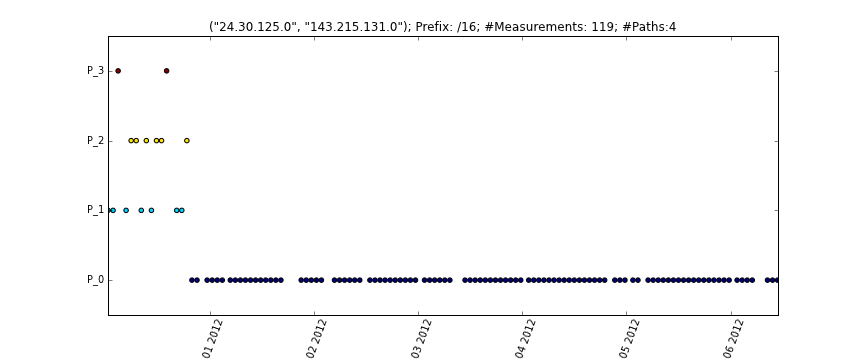 ("24.30.125.0", "143.215.131.0"); Prefix: /16; #Measurements: 119; #Paths:4
P_3
P_2
P_1
P_0
01 2012
02 2012
03 2012
04 2012
05 2012
06 2012